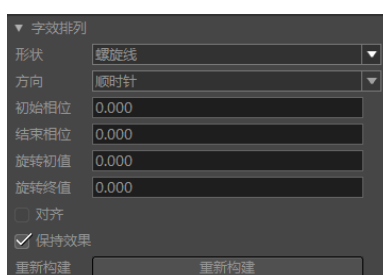 ▼ 字效排列
形状 螺旋线
方向 顺时针
初始相位 0.000
结束相位 0.000
旋转初值 0.000
旋转终值 0.000
对齐
保持效果
重新构建 重新构建